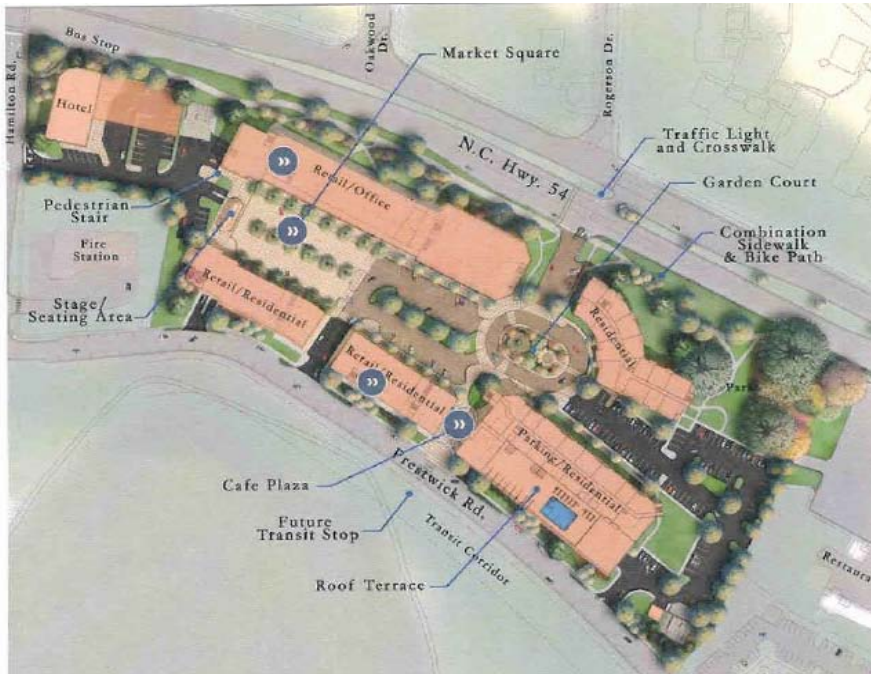 Bus Stop
Hamilton Rd.
Oakwood
Dr.
Market Square
Rogerson Dr.
Hotel
N.C. Hwy. 54
Traffic Light
and Crosswalk
»
Retail/Office
Garden Court
Pedestrian
Stair
»
Combination
Sidewalk
& Bike Path
Fire
Station
Retail/Residential
Stage/
Seating Area
Residential
Retail/Residential
»
Park
»
Parking/Residential
Cafe Plaza
Prestwick Rd.
Future
Transit Stop
Transit Corridor
Roof Terrace
Restaura